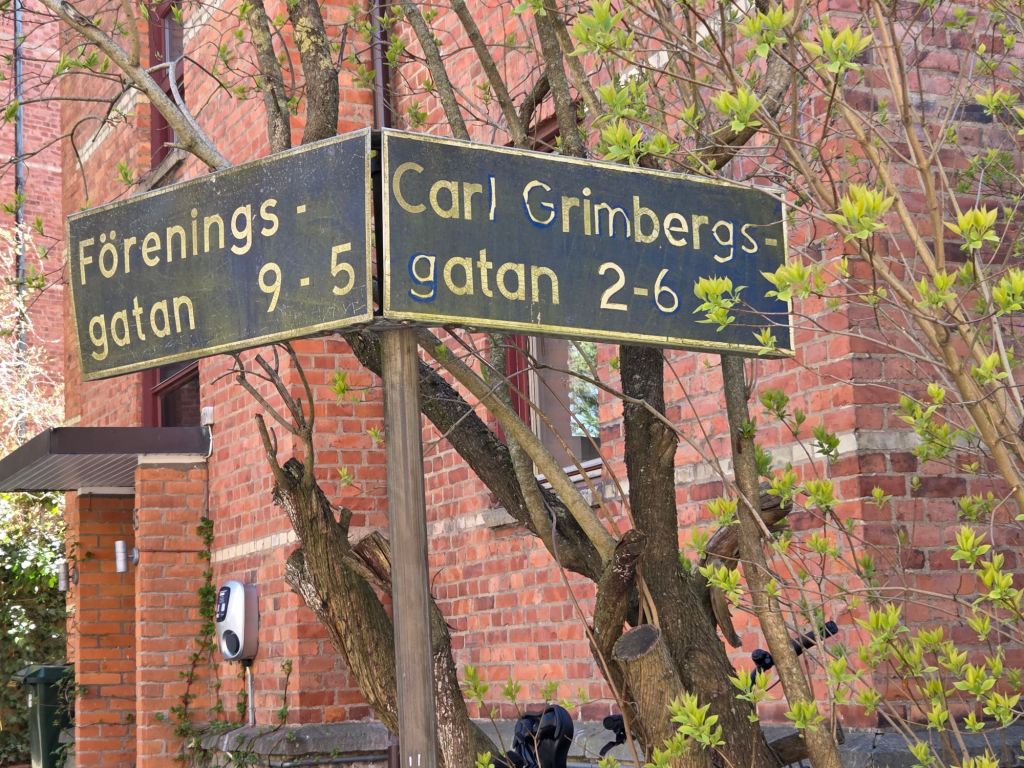 Förenings-
gatan 9-5
Carl Grimbergs-
gatan 2-6